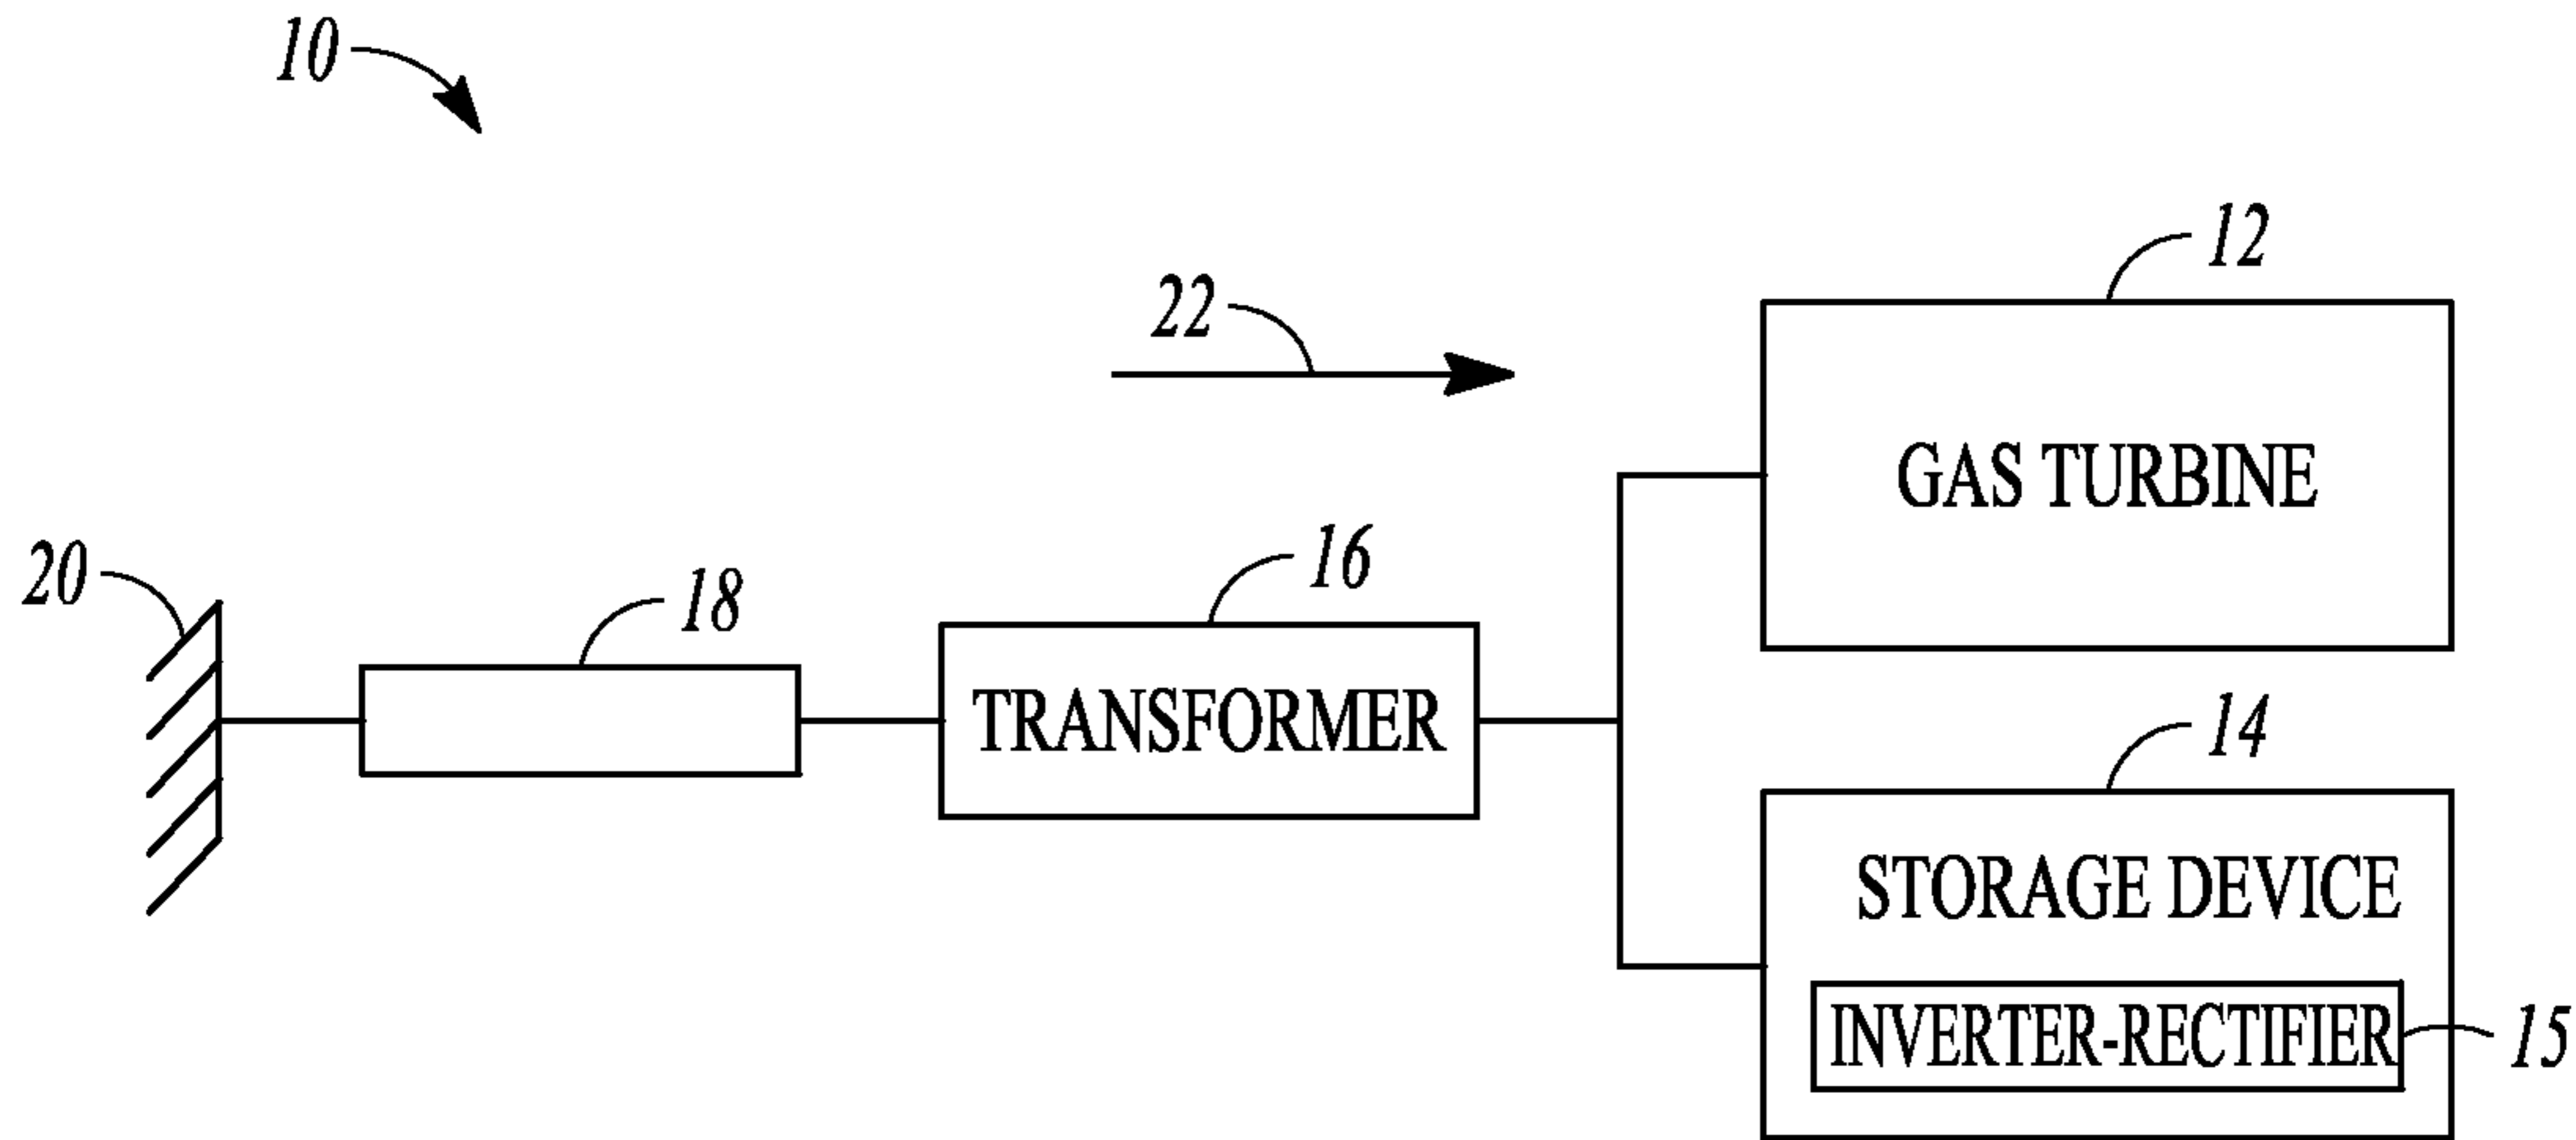 10
12
22
GAS TURBINE
16
20
18
TRANSFORMER
14
STORAGE DEVICE
INVERTER-RECTIFIER
15